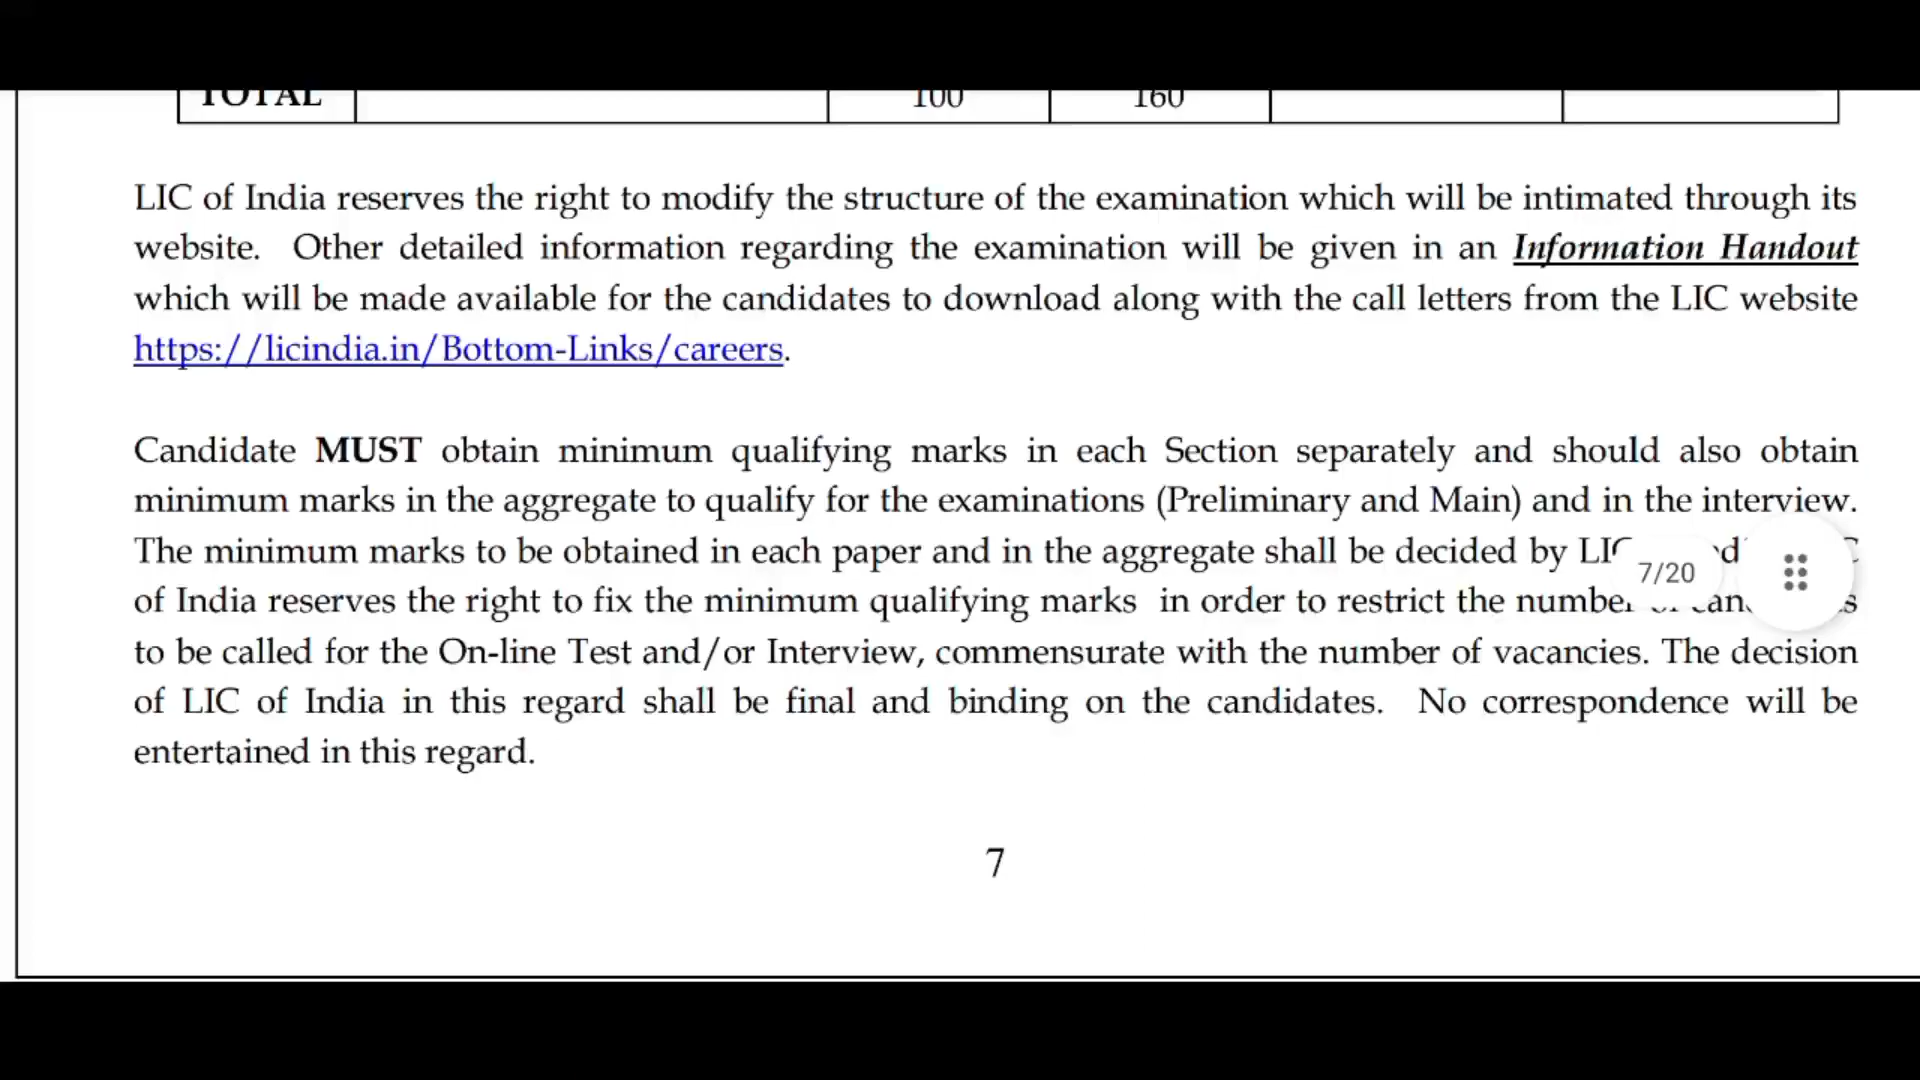 TOTAL 100 160
LIC of India reserves the right to modify the structure of the examination which will be intimated through its
website. Other detailed information regarding the examination will be given in an Information Handout
which will be made available for the candidates to download along with the call letters from the LIC website
https://licindia.in/Bottom-Links/careers.
Candidate MUST obtain minimum qualifying marks in each Section separately and should also obtain
minimum marks in the aggregate to qualify for the examinations (Preliminary and Main) and in the interview.
The minimum marks to be obtained in each paper and in the aggregate shall be decided by
7/20
of India reserves the right to fix the minimum qualifying marks in order to restrict the
to be called for the On-line Test and/or Interview, commensurate with the number of vacancies. The decision
of LIC of India in this regard shall be final and binding on the candidates. No correspondence will be
entertained in this regard.
7